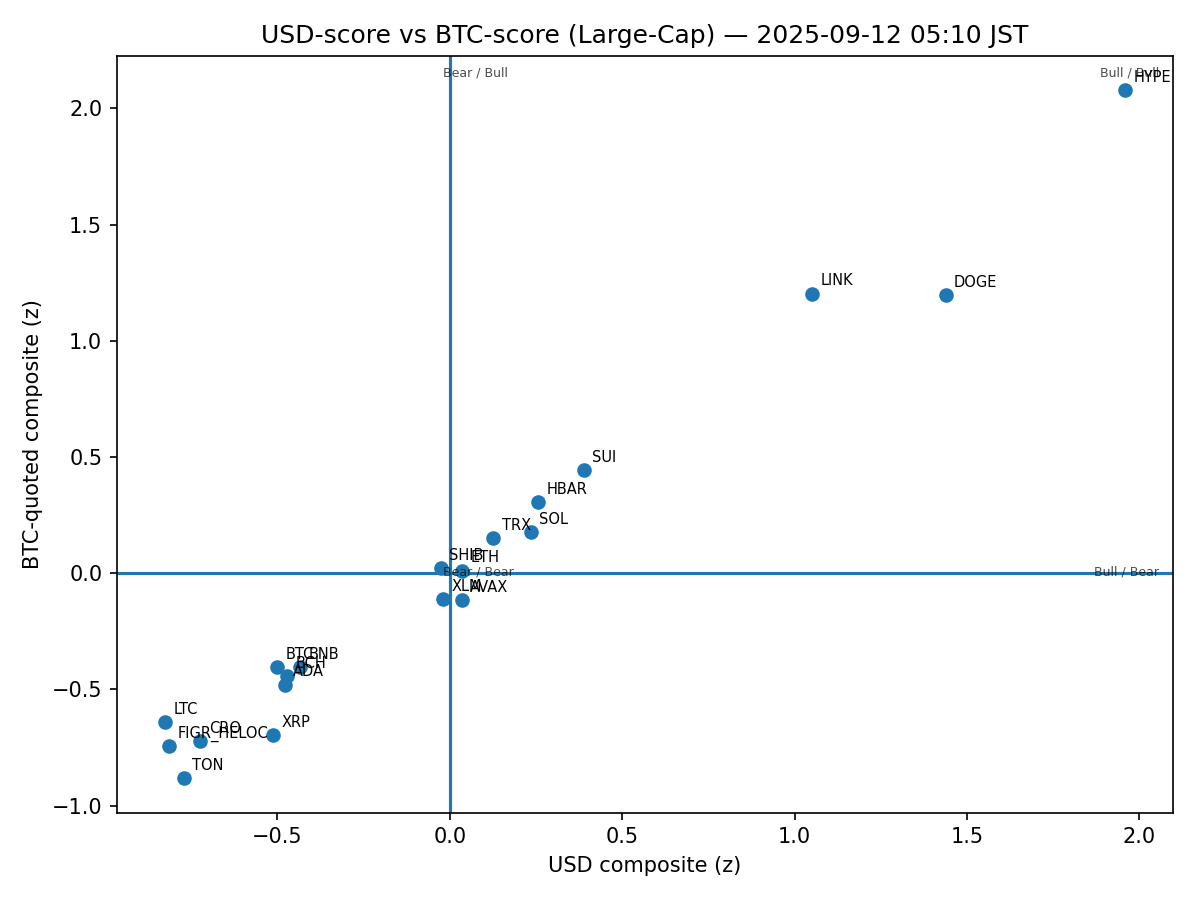 USD-score vs BTC-score (Large-Cap) — 2025-09-12 05:10 JST
Bear / Bull
Bull / Bull
HYPE
2.0
1.5
LINK
DOGE
1.0
BTC-quoted composite (z)
0.5
SUI
HBAR
TRX
SOL
SHIB
ETH
0.0
Bear / Bear
Bull / Bear
XLM
AVAX
BTC
BNB
BCH
ADA
−0.5
LTC
CRO
XRP
FIGR_HELOC
TON
−1.0
−0.5
0.0
0.5
1.0
1.5
2.0
USD composite (z)